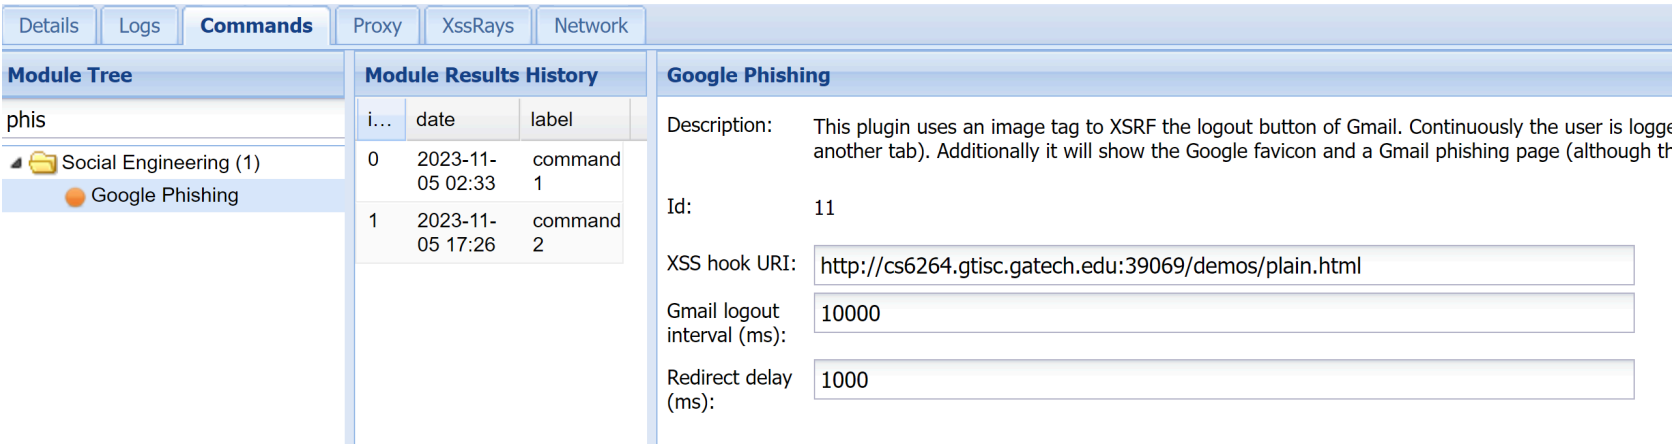 Details Logs Commands Proxy XssRays Network
Module Tree
phis
Social Engineering (1)
Google Phishing
Module Results History
i... date label
0 2023-11-05 02:33 command 1
1 2023-11-05 17:26 command 2
Google Phishing
Description: This plugin uses an image tag to XSRF the logout button of Gmail. Continuously the user is
another tab). Additionally it will show the Google favicon and a Gmail phishing page (although
Id: 11
XSS hook URI: http://cs6264.gtisc.gatech.edu:39069/demos/plain.html
Gmail logout
interval (ms): 10000
Redirect delay
(ms): 1000